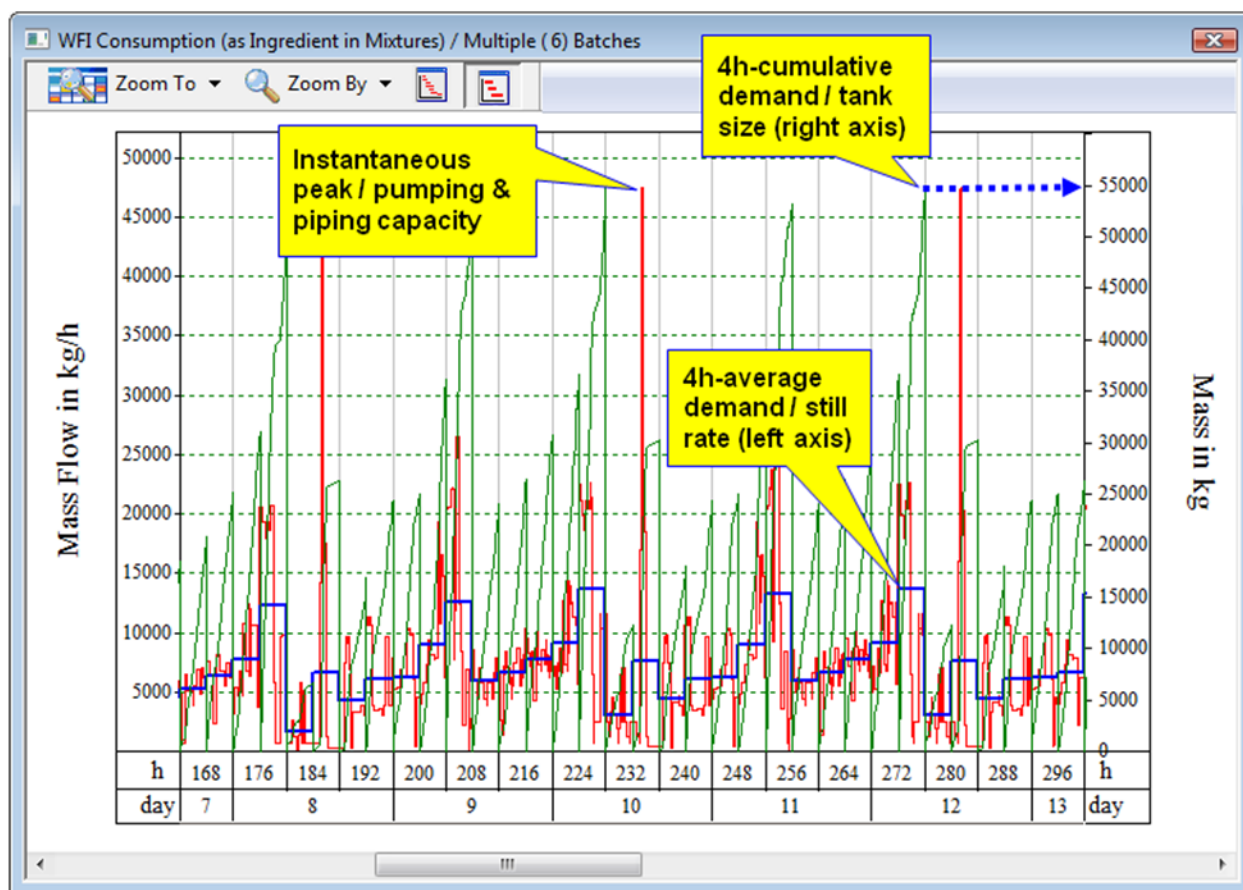 WFI Consumption (as Ingredient in Mixtures) / Multiple ( 6) Batches
Zoom To
Zoom By
4h-cumulative
demand / tank
size (right axis)
Instantaneous
peak / pumping &
piping capacity
4h-average
demand / still
rate (left axis)
Mass Flow in kg/h
50000
45000
40000
35000
30000
25000
20000
15000
10000
5000
55000
50000
45000
40000
35000
30000
25000
20000
15000
10000
5000
0
Mass in kg
h 168 176 184 192 200 208 216 224 232 240 248 256 264 272 280 288 296 h
day 7 8 9 10 11 12 13 day